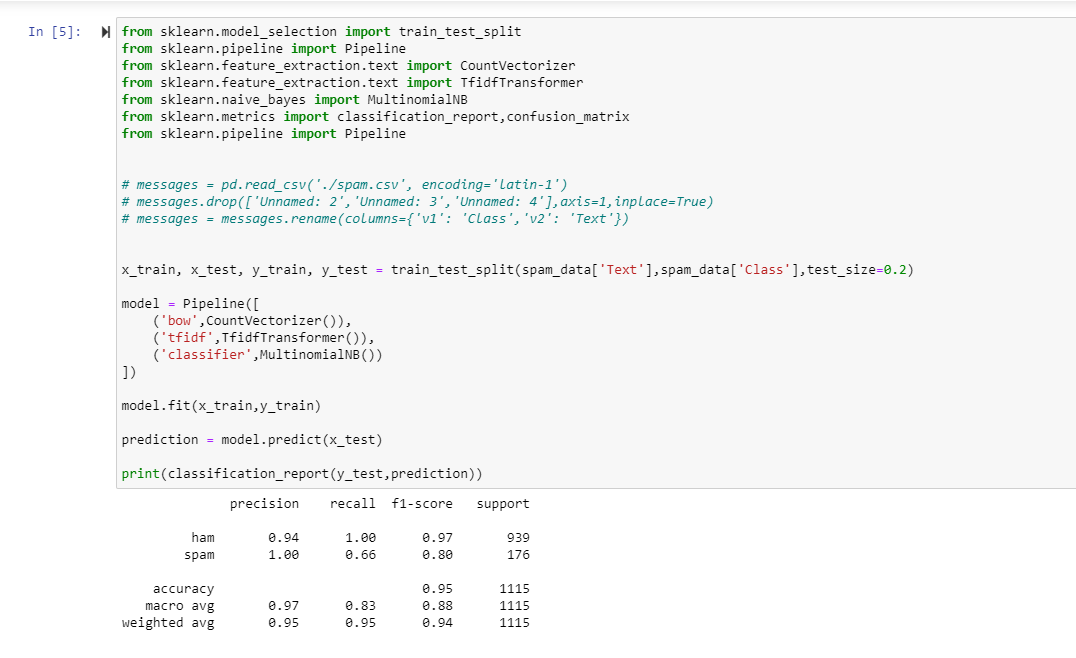 In [5]:
from sklearn.model_selection import train_test_split
from sklearn.pipeline import Pipeline
from sklearn.feature_extraction.text import CountVectorizer
from sklearn.feature_extraction.text import TfidfTransformer
from sklearn.naive_bayes import MultinomialNB
from sklearn.metrics import classification_report,confusion_matrix
from sklearn.pipeline import Pipeline
# messages = pd.read_csv('./spam.csv', encoding='latin-1')
# messages.drop(['Unnamed: 2','Unnamed: 3','Unnamed: 4'],axis=1,inplace=True)
# messages = messages.rename(columns={'v1': 'Class','v2': 'Text'})
x_train, x_test, y_train, y_test = train_test_split(spam_data['Text'],spam_data['Class'],test_size=0.2)
model = Pipeline([
    ('bow',CountVectorizer()),
    ('tfidf',TfidfTransformer()),
    ('classifier',MultinomialNB())
])
model.fit(x_train,y_train)
prediction = model.predict(x_test)
print(classification_report(y_test,prediction))
precision recall f1-score support
ham 0.94 1.00 0.97 939
spam 1.00 0.66 0.80 176
accuracy 0.95 1115
macro avg 0.97 0.83 0.88 1115
weighted avg 0.95 0.95 0.94 1115